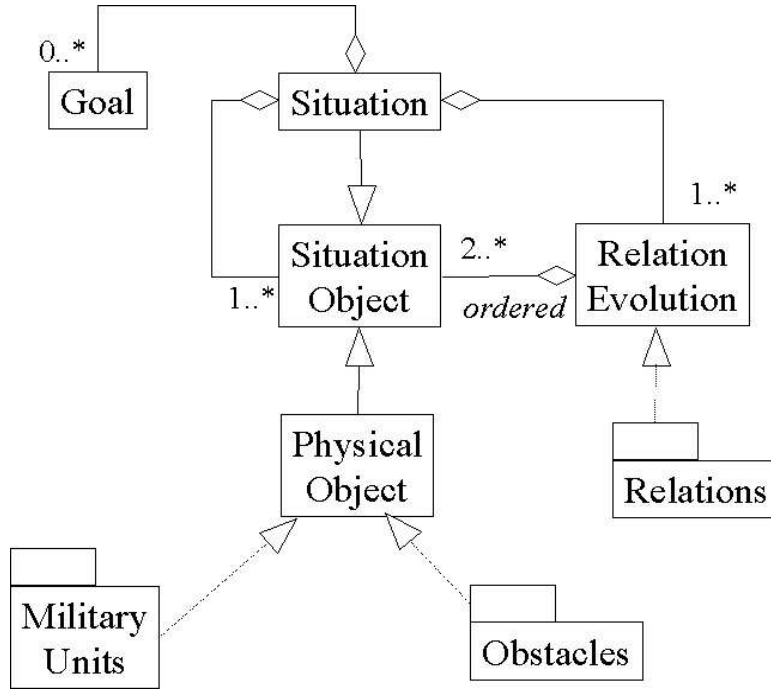 0..*
Goal
Situation
1..*
Situation
Object
1..*
2..*
ordered
Relation
Evolution
Physical
Object
Relations
Military
Units
Obstacles